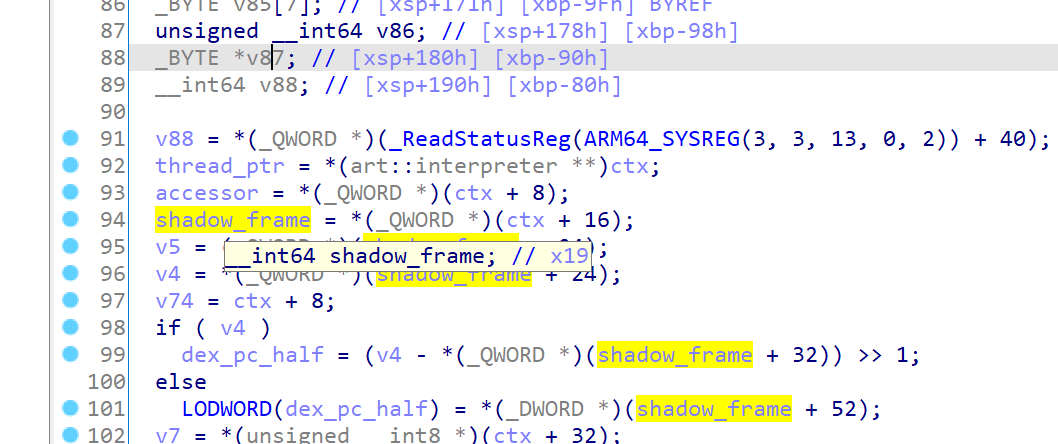 86 _BYTE v85[7]; // [xsp+171h] [xbp-9Fh] BYREF
87 unsigned __int64 v86; // [xsp+178h] [xbp-98h]
88 _BYTE *v87; // [xsp+180h] [xbp-90h]
89 __int64 v88; // [xsp+190h] [xbp-80h]
90
91 v88 = *(_QWORD *)(_ReadStatusReg(ARM64_SYSREG(3, 3, 13, 0, 2)) + 40);
92 thread_ptr = *(art::interpreter **)ctx;
93 accessor = *(_QWORD *)(ctx + 8);
94 shadow_frame = *(_QWORD *)(ctx + 16);
95 v5 =
__int64 shadow_frame; // x19
96 v4 = *(_QWORD *)(shadow_frame + 24);
97 v74 = ctx + 8;
98 if ( v4 )
99 dex_pc_half = (v4 - *(_QWORD *)(shadow_frame + 32)) >> 1;
100 else
101 LODWORD(dex_pc_half) = *(_DWORD *)(shadow_frame + 52);
102 v7 = *(unsigned __int8 *)(ctx + 32);